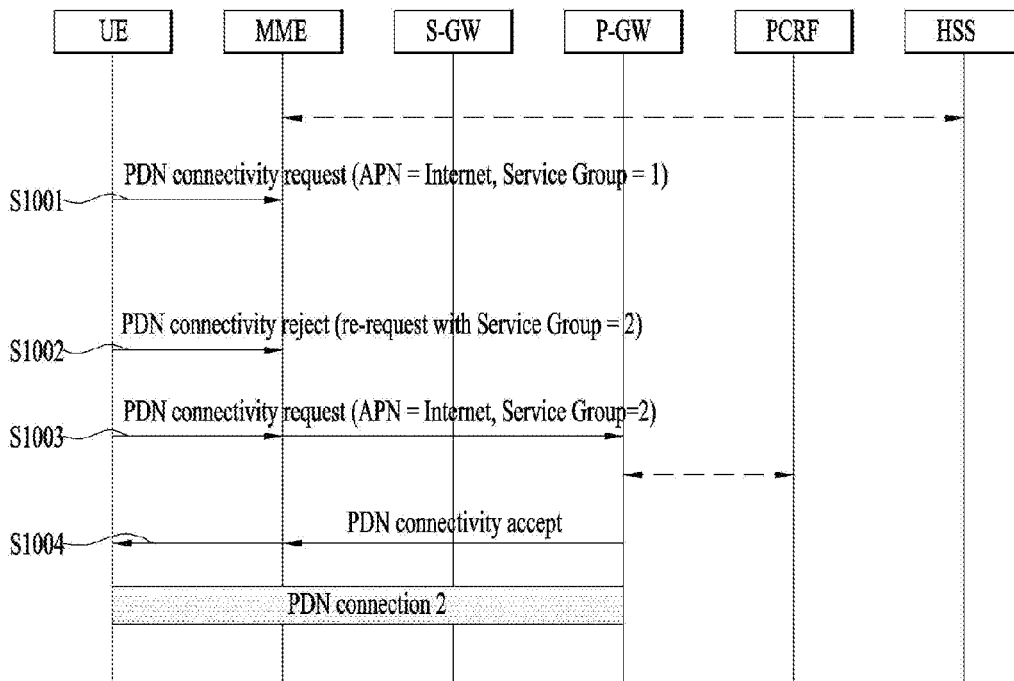 UE MME S-GW P-GW PCRF HSS
PDN connectivity request (APN = Internet, Service Group = 1)
S1001
PDN connectivity reject (re-request with Service Group = 2)
S1002
PDN connectivity request (APN = Internet, Service Group=2)
S1003
PDN connectivity accept
S1004
PDN connection 2